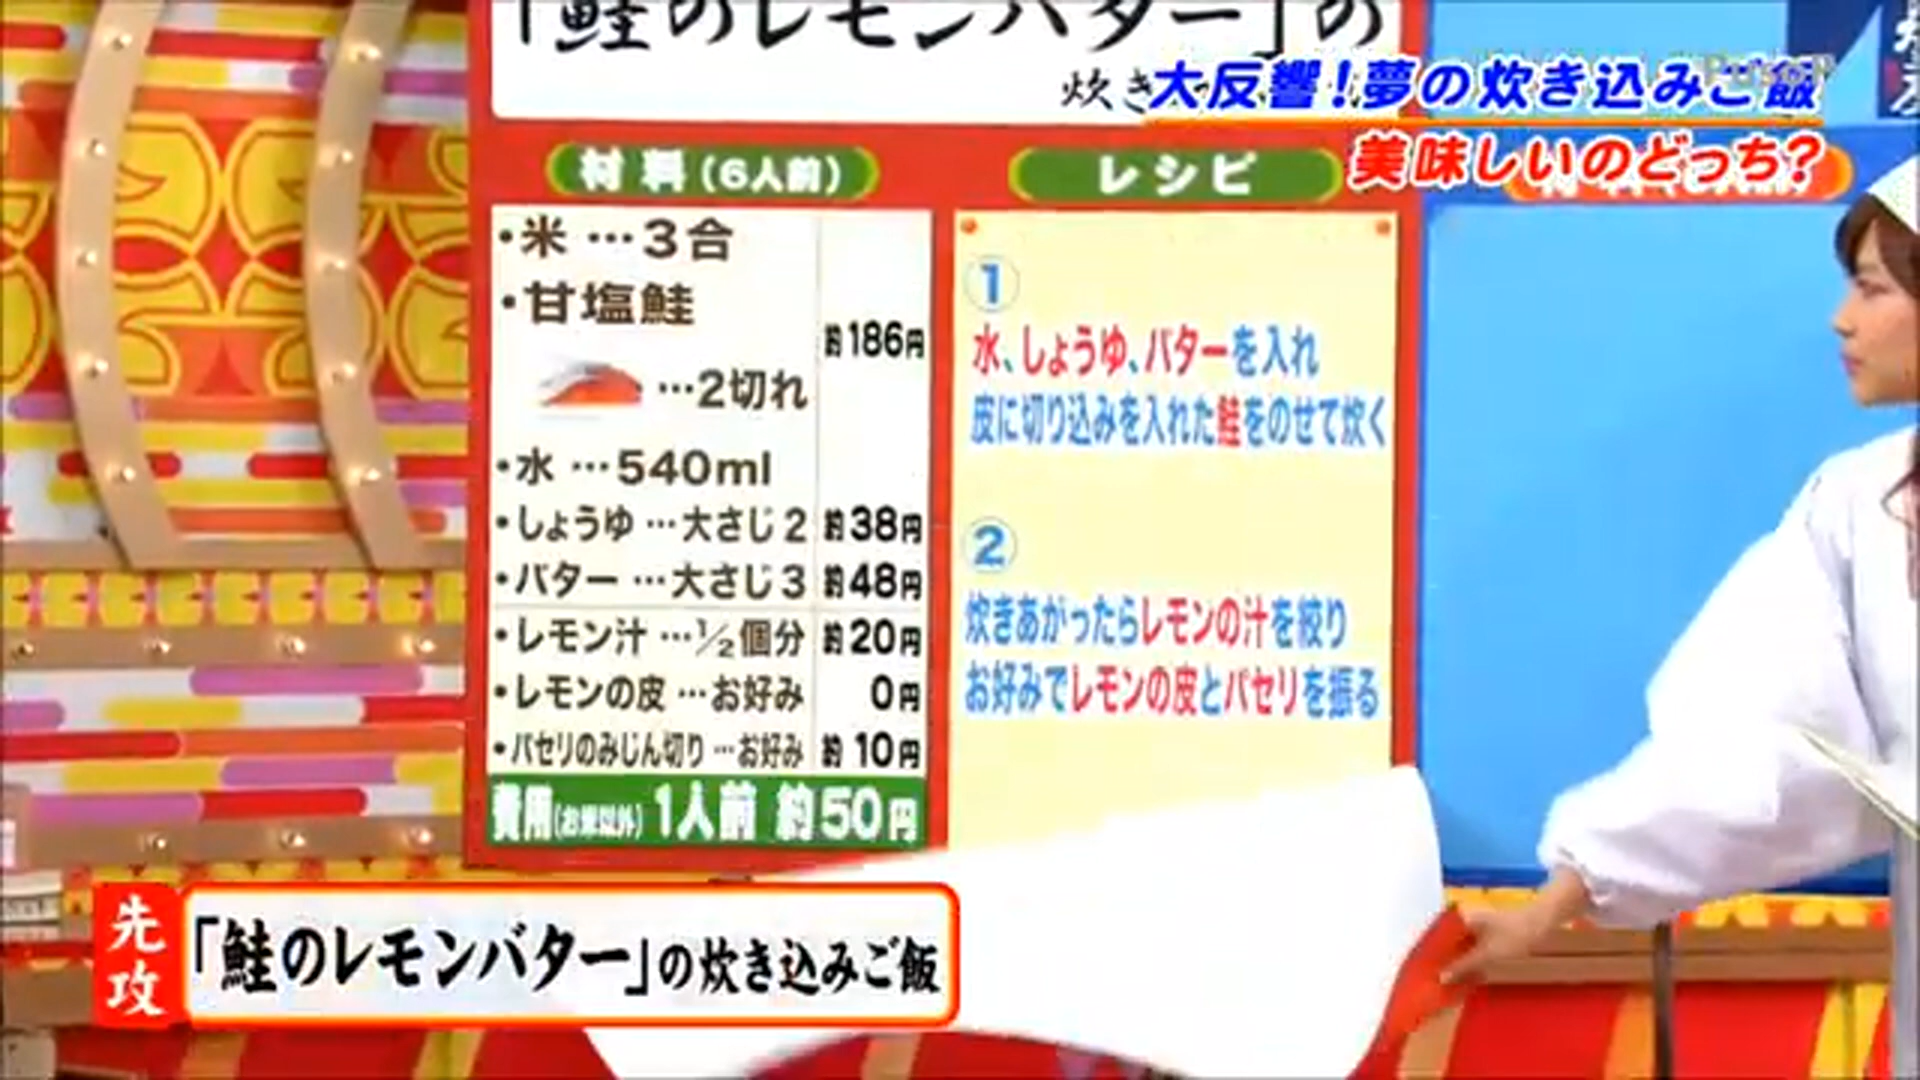 「鮭のレモンバター」の
炊き
大反響！夢の炊き込みご飯
美味しいのどっち？
材料（6人前）
・米…3合
・甘塩鮭
約186円
…2切れ
・水…540ml
・しょうゆ…大さじ2 約38円
・バター…大さじ3 約48円
・レモン汁…½個分 約20円
・レモンの皮…お好み 0円
・パセリのみじん切り…お好み 約10円
費用（お米以外）1人前 約50円
レシピ
①
水、しょうゆ、バターを入れ
皮に切り込みを入れた鮭をのせて炊く
②
炊きあがったらレモンの汁を絞り
お好みでレモンの皮とパセリを振る
先攻
「鮭のレモンバター」の炊き込みご飯